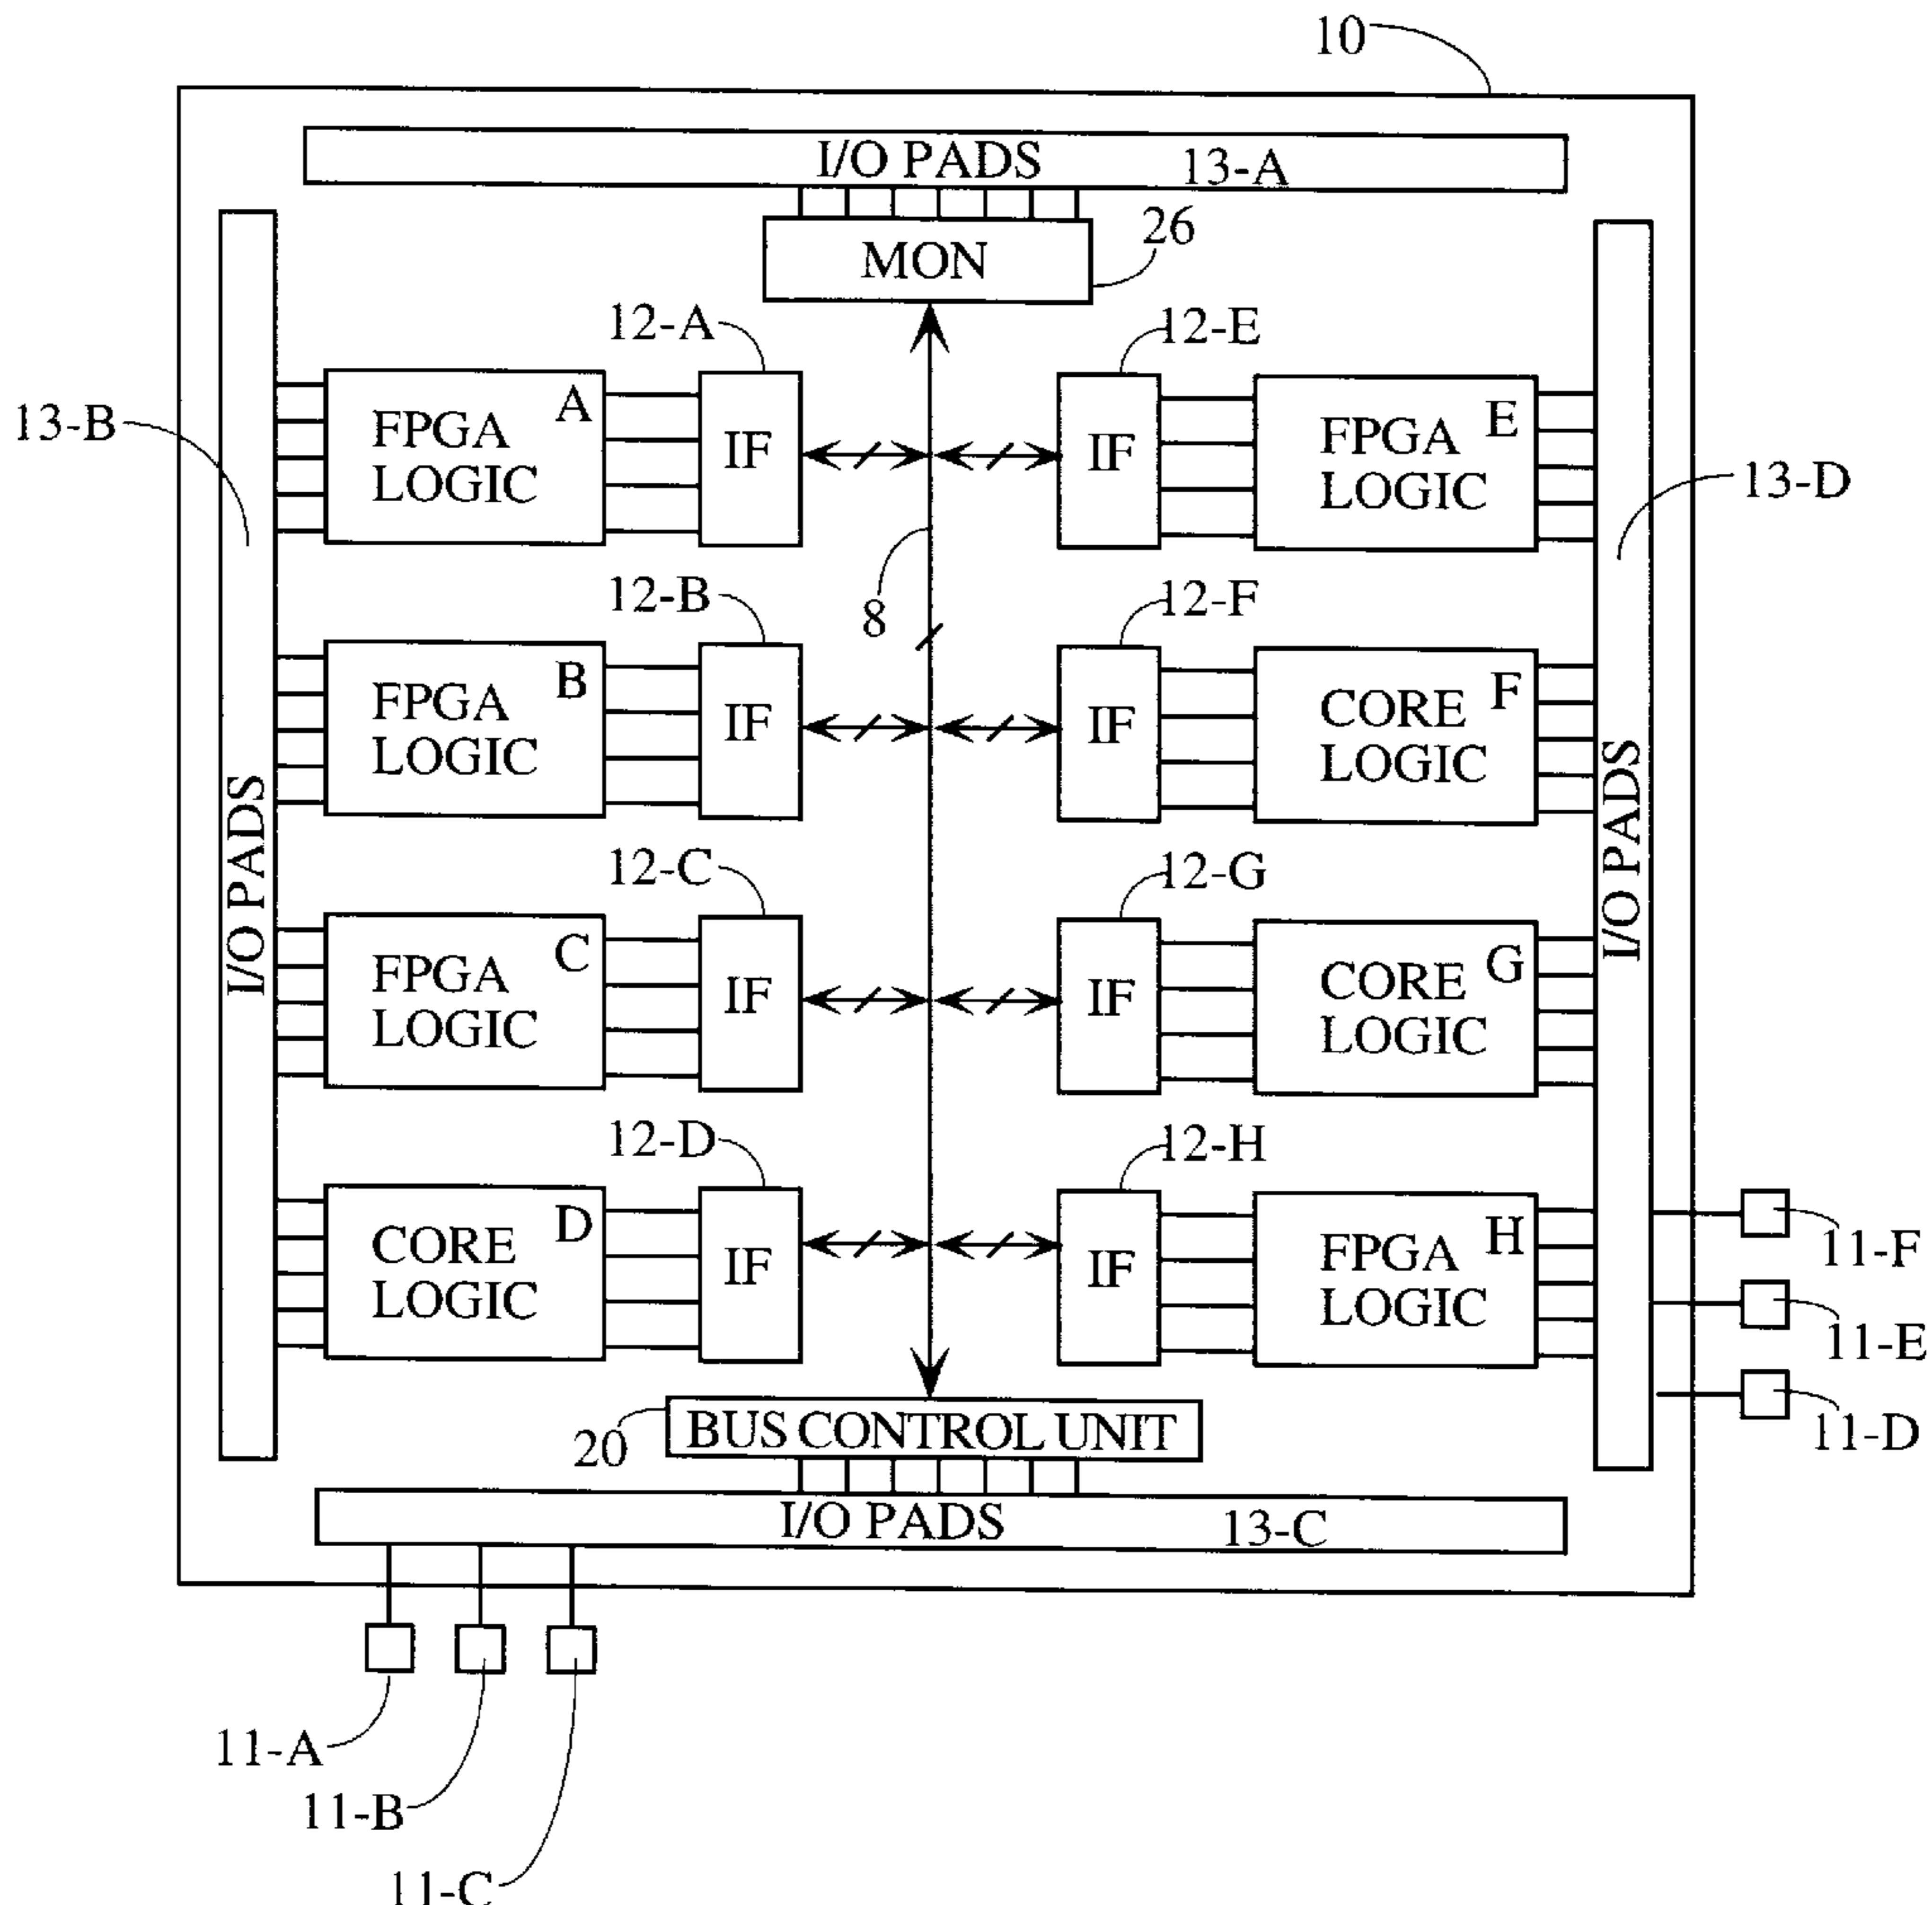 10
I/O PADS 13-A
26
MON
12-A
12-E
13-B
FPGA
LOGIC
A
IF
IF
FPGA
LOGIC
E
13-D
8
12-B
12-F
FPGA
LOGIC
B
IF
IF
CORE
LOGIC
F
I/O PADS
I/O PADS
12-C
12-G
FPGA
LOGIC
C
IF
IF
CORE
LOGIC
G
12-D
12-H
CORE
LOGIC
D
IF
IF
FPGA
LOGIC
H
11-F
11-E
11-D
20
BUS CONTROL UNIT
I/O PADS 13-C
11-A
11-B
11-C